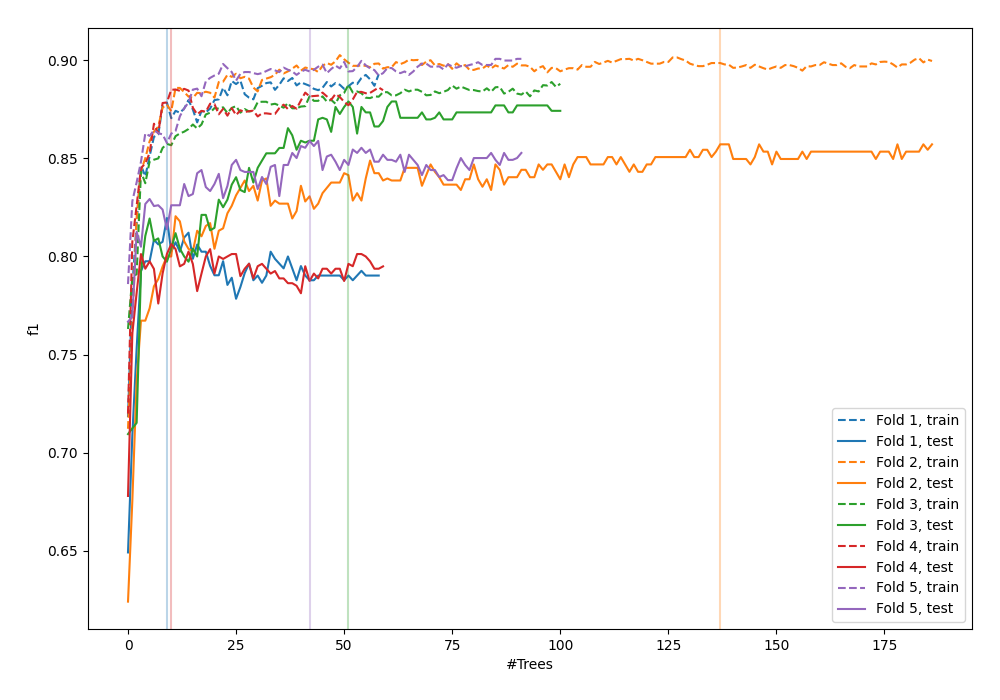 0.90
0.85
0.80
0.75
0.70
0.65
f1
0 25 50 75 100 125 150 175
#Trees
Fold 1, train
Fold 1, test
Fold 2, train
Fold 2, test
Fold 3, train
Fold 3, test
Fold 4, train
Fold 4, test
Fold 5, train
Fold 5, test